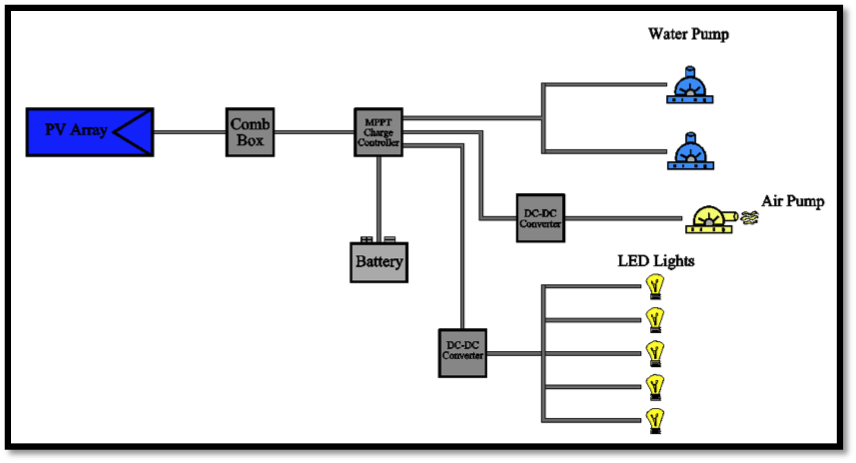 Water Pump
PV Array
Comb
Box
MPPT
Charge
Controller
Air Pump
DC-DC
Converter
Battery
LED Lights
DC-DC
Converter